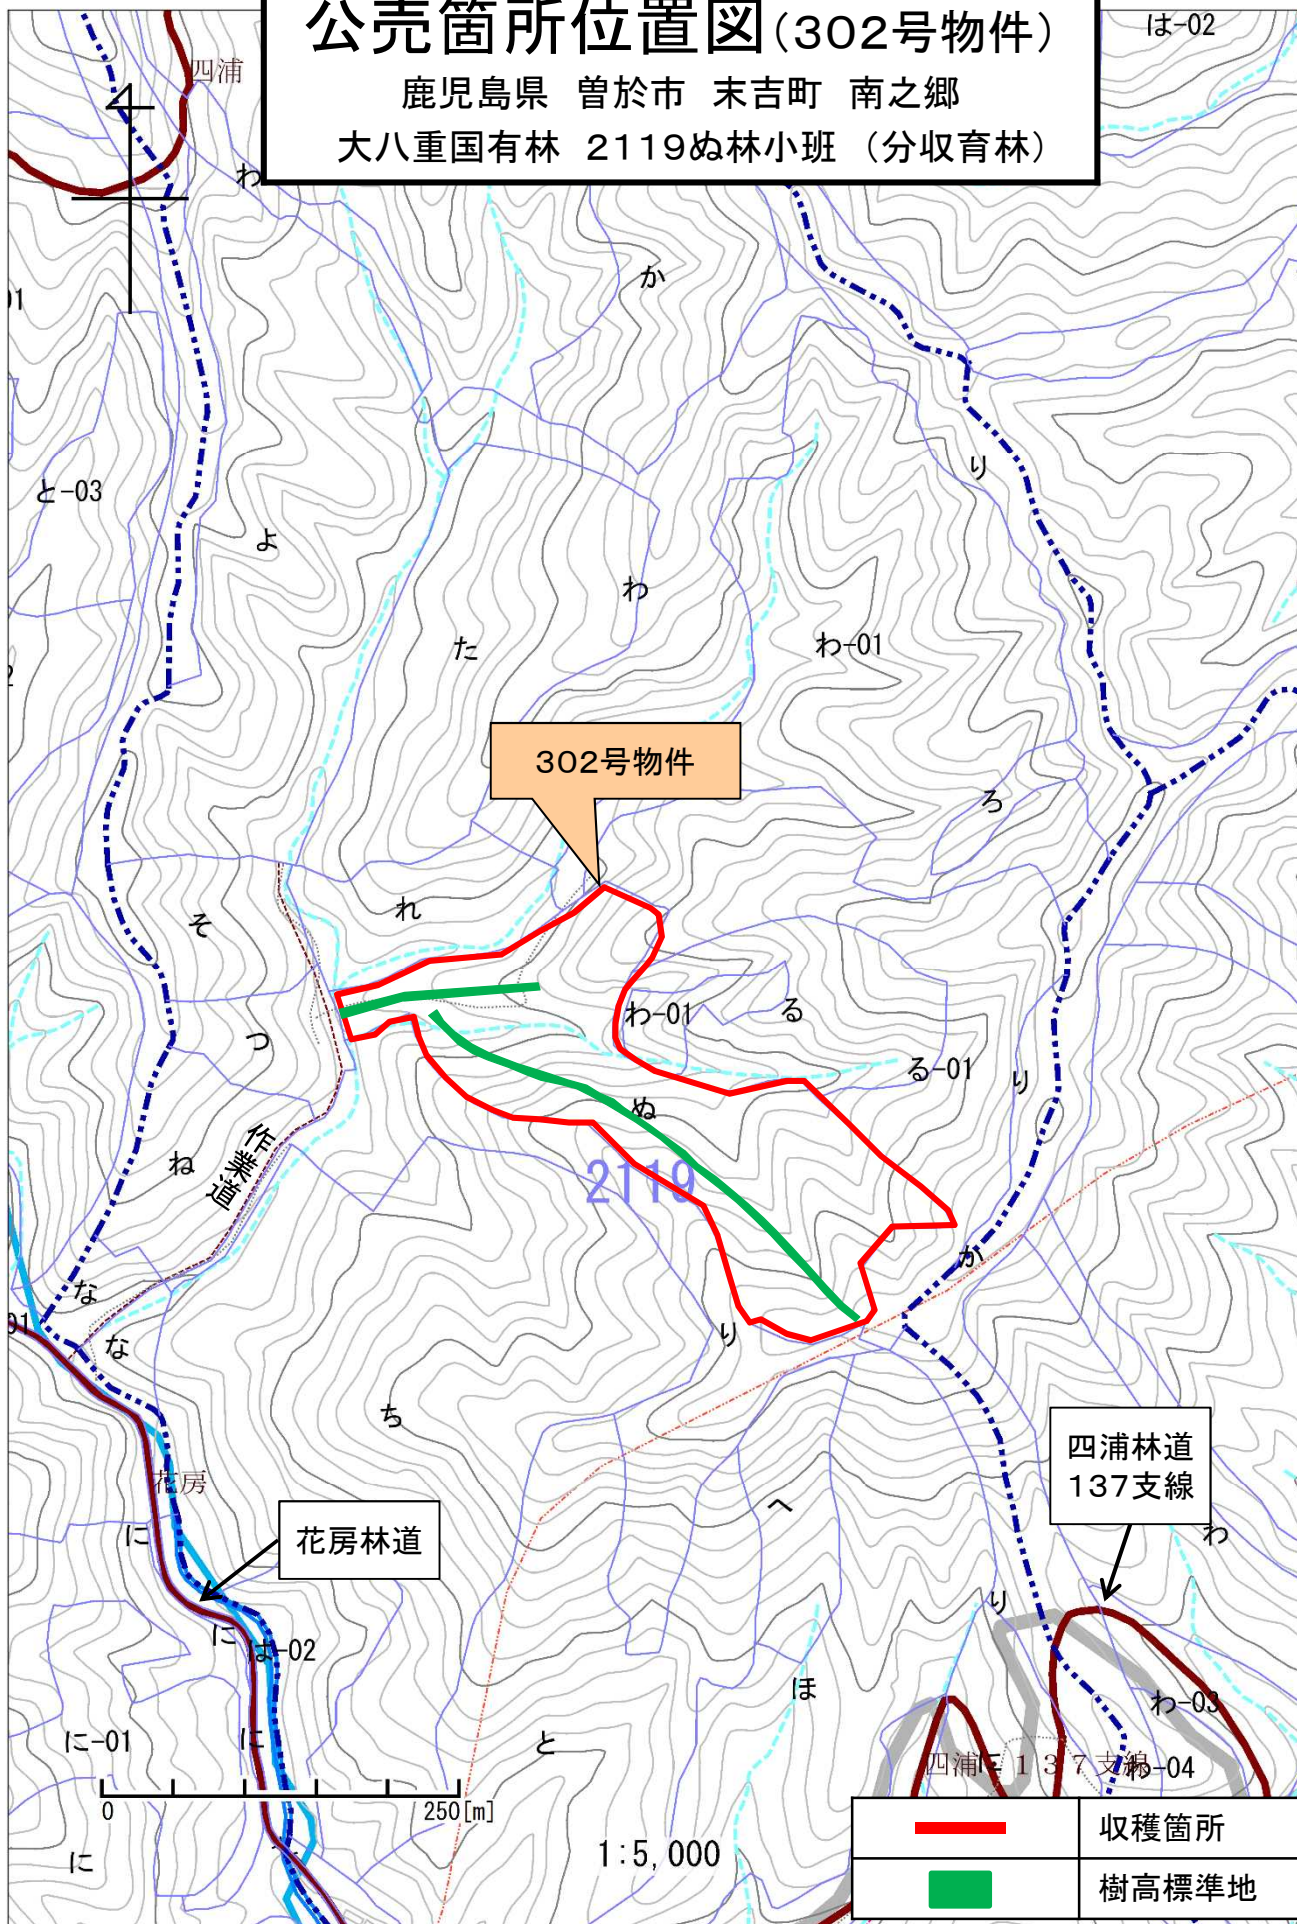 公売箇所位置図(302号物件)
鹿児島県 曽於市 末吉町 南之郷
大八重国有林 2119ぬ林小班 (分収育林)
は-02
四浦
わ
か
01
り
と-03
よ
わ
た
わ-01
302号物件
ろ
れ
そ
わ-01
る
つ
る-01
り
ぬ
作業道
ね
2119
か
な
01
な
り
ち
四浦林道
137支線
花房
へ
に
花房林道
わ
り
に
は-02
ほ
わ-03
に-01
に
と
四浦 137支線
わ-04
0
250[m]
1:5,000
に
収穫箇所
樹高標準地